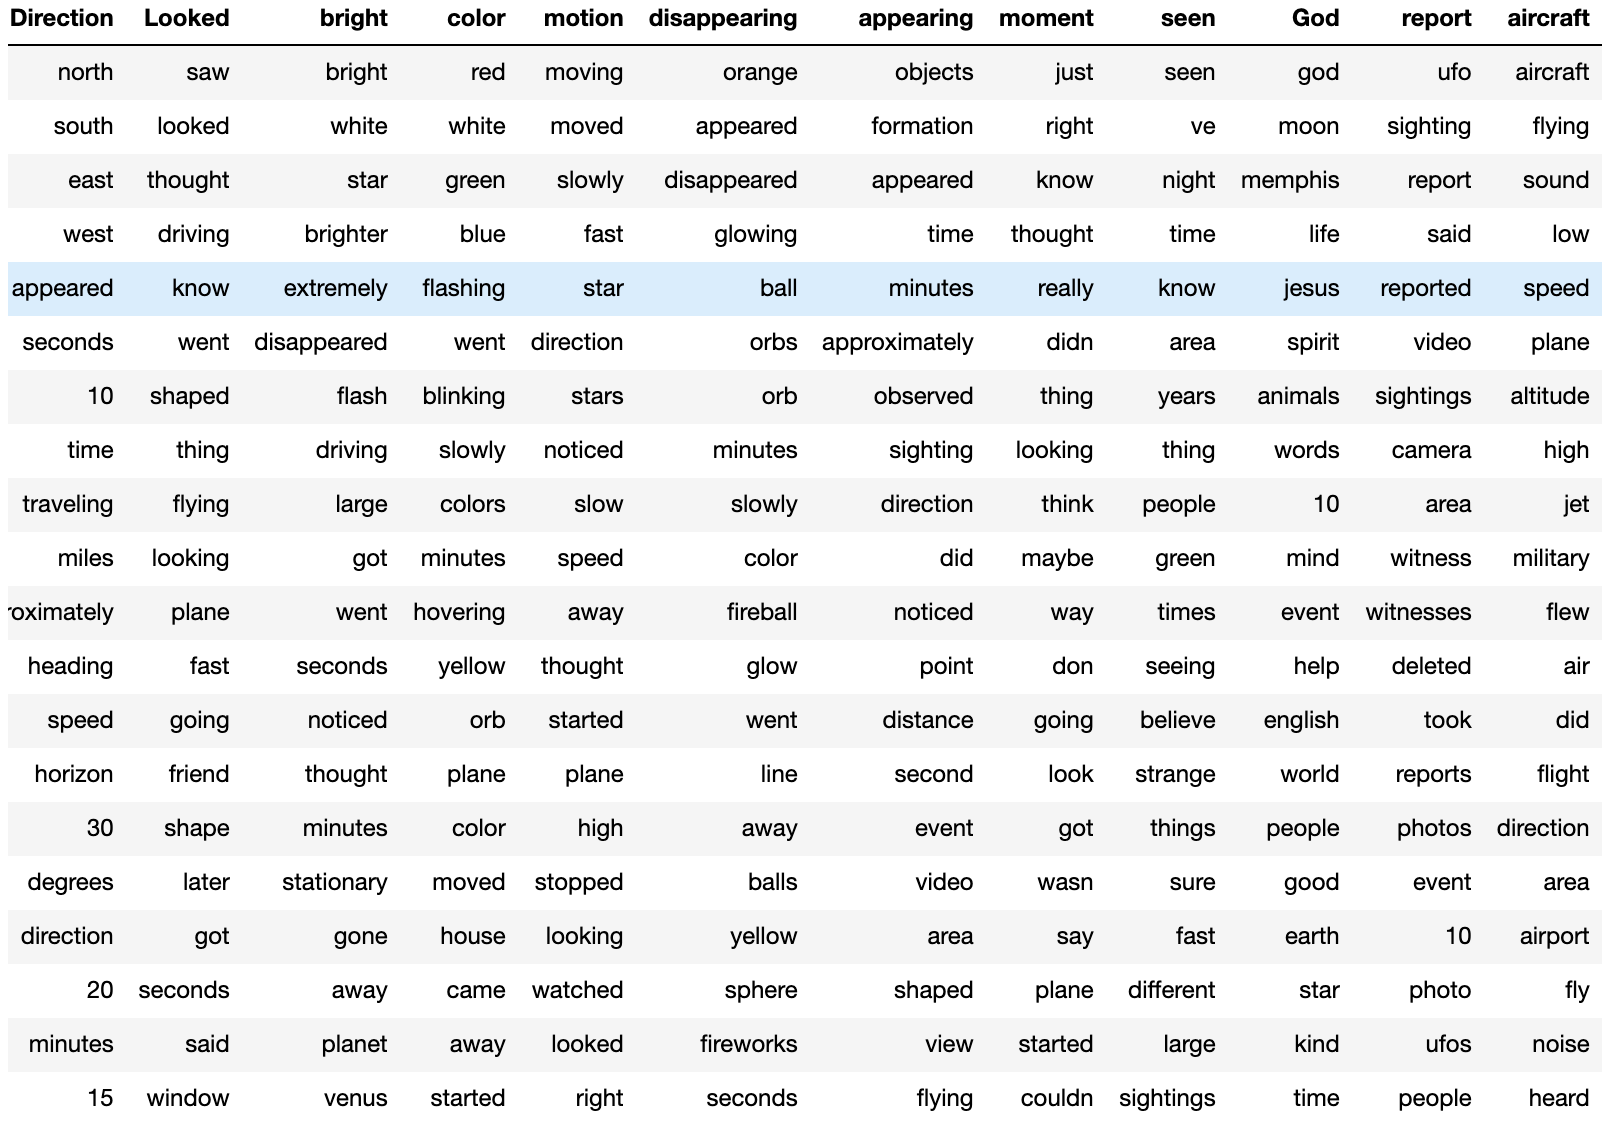 Direction Looked bright color motion disappearing appearing moment seen God report aircraft
north saw bright red moving orange objects just seen god ufo aircraft
south looked white white moved appeared formation right ve moon sighting flying
east thought star green slowly disappeared appeared know night memphis report sound
west driving brighter blue fast glowing time thought time life said low
appeared know extremely flashing star ball minutes really know jesus reported speed
seconds went disappeared went direction orbs approximately didn area spirit video plane
10 shaped flash blinking stars orb observed thing years animals sightings altitude
time thing driving slowly noticed minutes sighting looking thing words camera high
traveling flying large colors slow slowly direction think people 10 area jet
miles looking got minutes speed color did maybe green mind witness military
roximately plane went hovering away fireball noticed way times event witnesses flew
heading fast seconds yellow thought glow point don seeing help deleted air
speed going noticed orb started went distance going believe english took did
horizon friend thought plane plane line second look strange world reports flight
30 shape minutes color high away event got things people photos direction
degrees later stationary moved stopped balls video wasn sure good event area
direction got gone house looking yellow area say fast earth 10 airport
20 seconds away came watched sphere shaped plane different star photo fly
minutes said planet away looked fireworks view started large kind ufos noise
15 window venus started right seconds flying couldn sightings time people heard